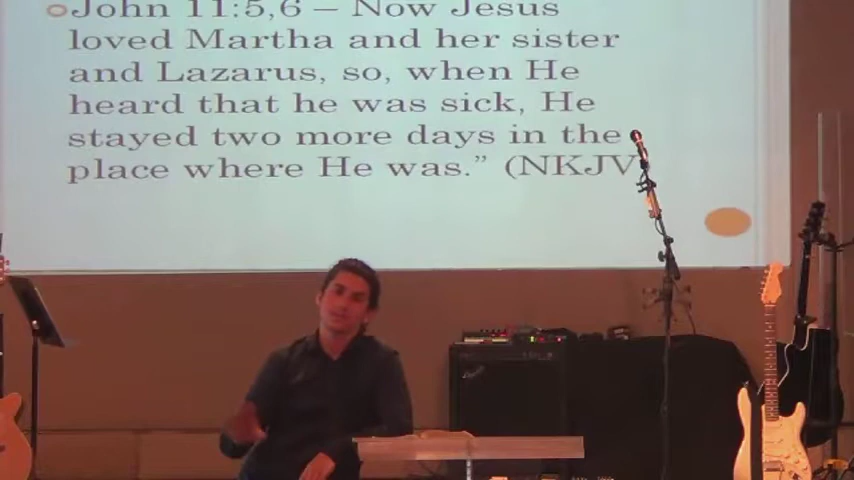 John 11:5,6 – Now Jesus
loved Martha and her sister
and Lazarus, so, when He
heard that he was sick, He
stayed two more days in the
place where He was.” (NKJV